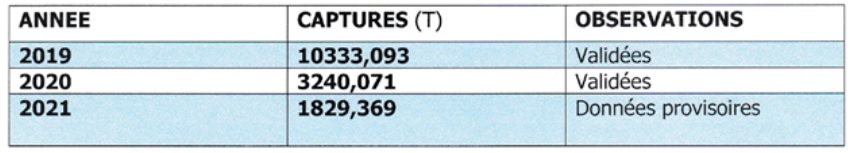 ANNEE CAPTURES (T) OBSERVATIONS
2019 10333,093 Validées
2020 3240,071 Validées
2021 1829,369 Données provisoires